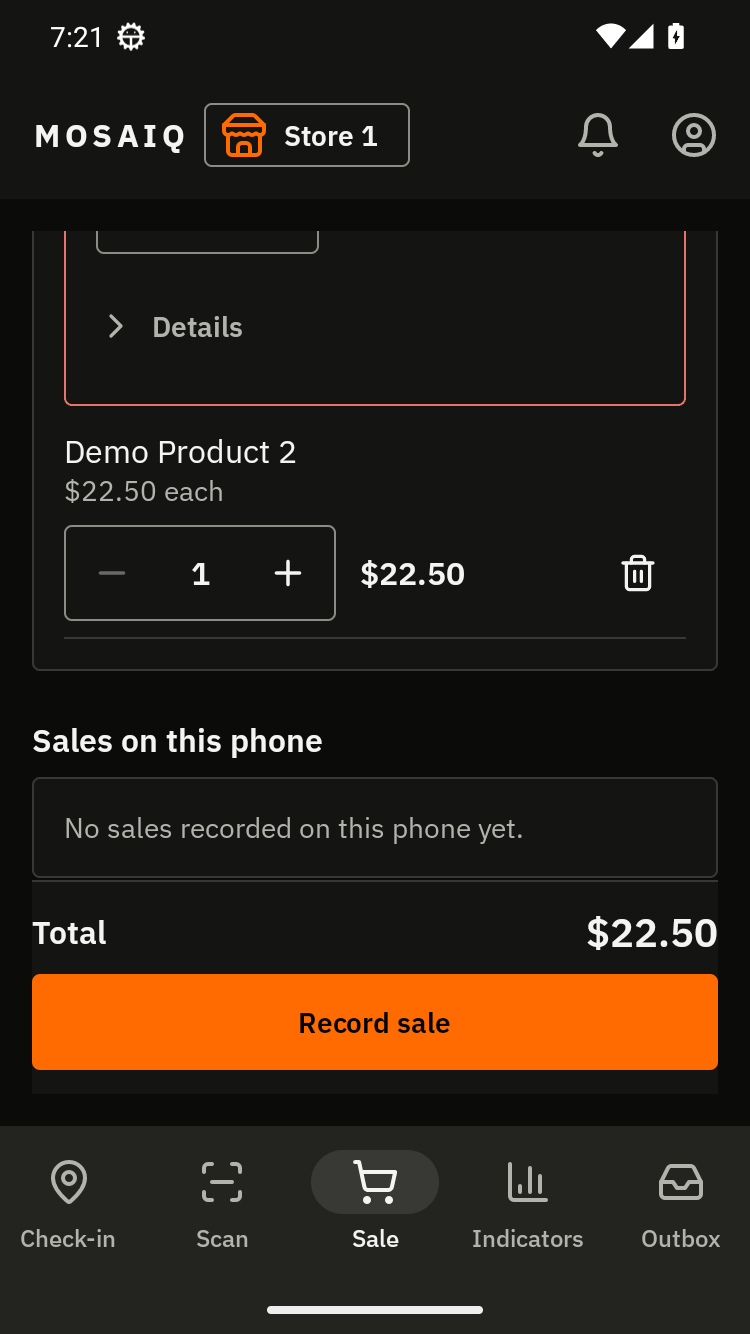 7:21
MOSAIQ
Store 1
Details
Demo Product 2
$22.50 each
1
$22.50
Sales on this phone
No sales recorded on this phone yet.
Total
$22.50
Record sale
Check-in
Scan
Sale
Indicators
Outbox